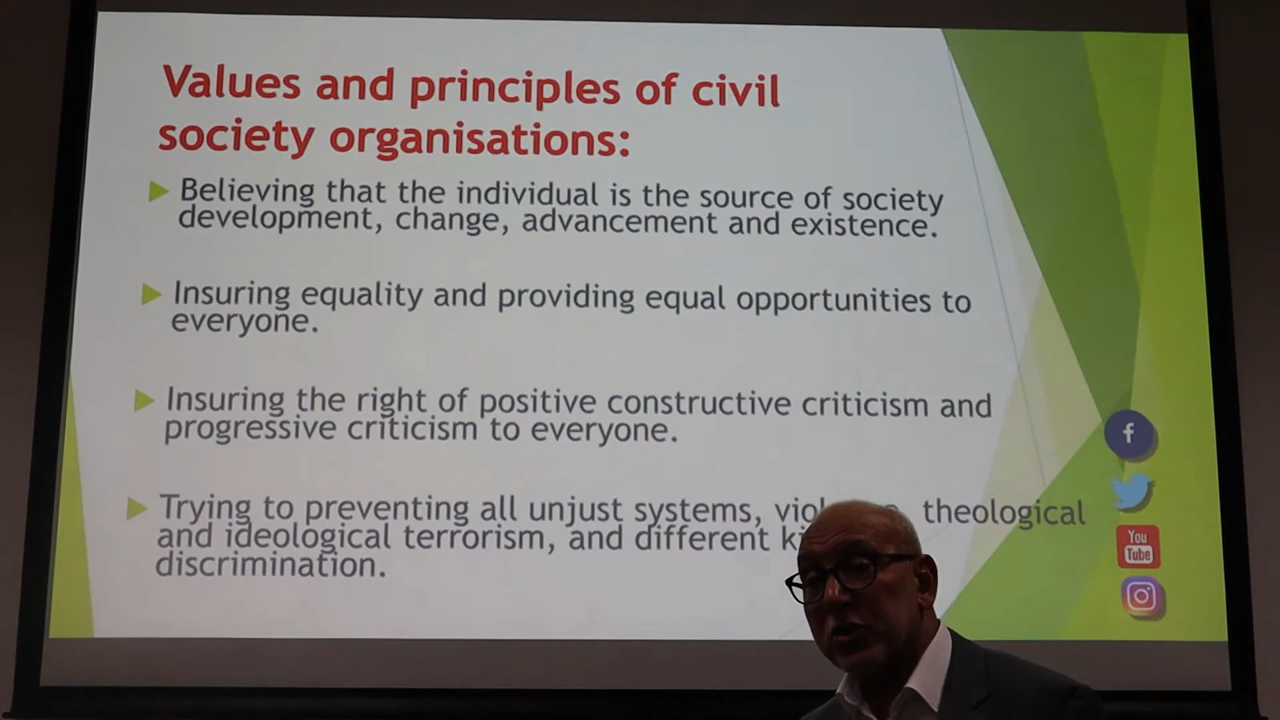 Values and principles of civil
society organisations:
Believing that the individual is the source of society
development, change, advancement and existence.
Insuring equality and providing equal opportunities to
everyone.
Insuring the right of positive constructive criticism and
progressive criticism to everyone.
Trying to preventing all unjust systems, theological
and ideological terrorism, and different
discrimination.
f
You
Tube